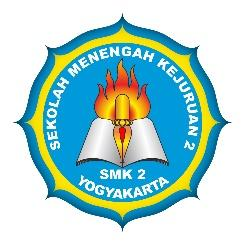 SEKOLAH MENENGAH KEJURUAN 2
SMK 2
YOGYAKARTA